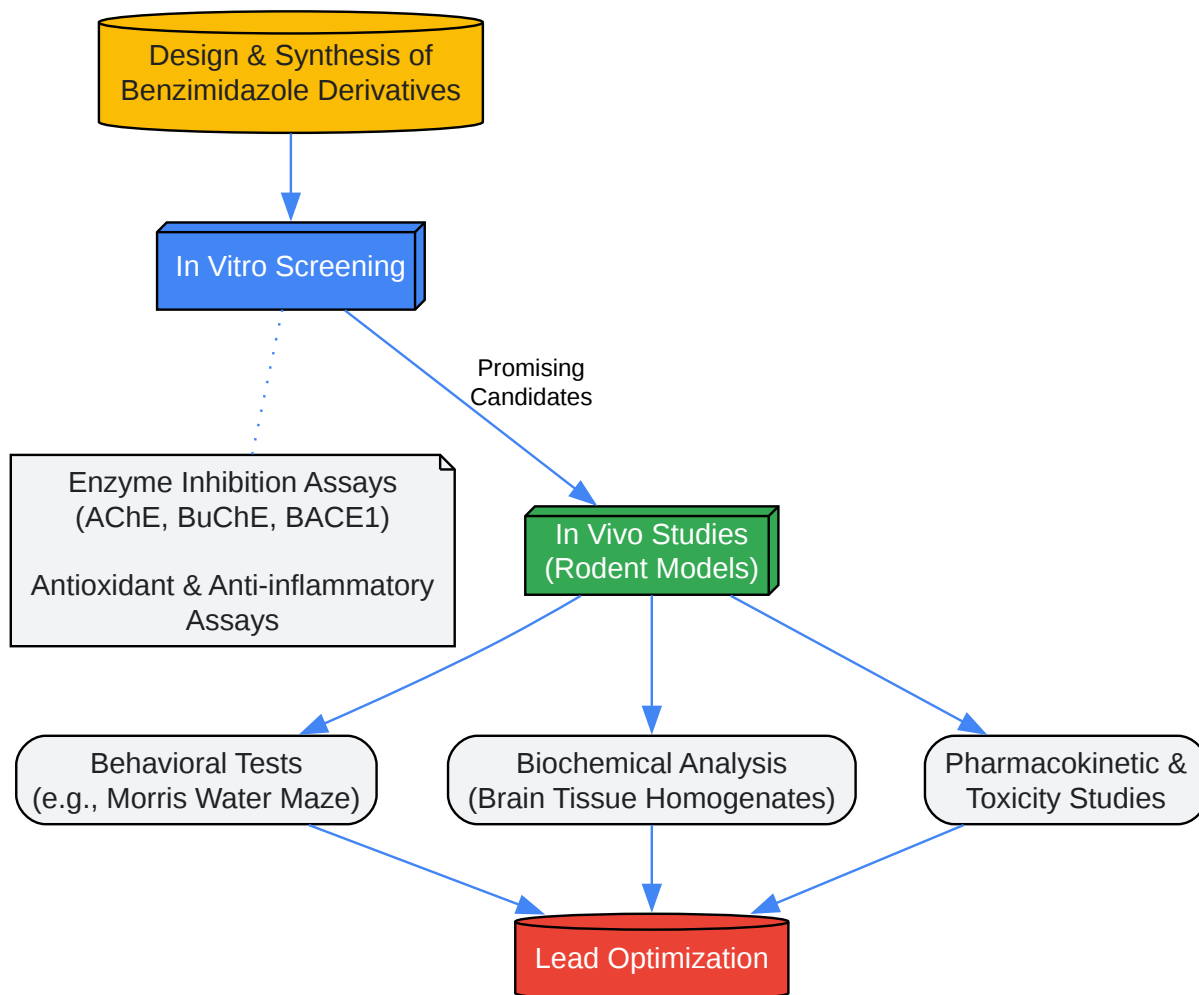 Design & Synthesis of
Benzimidazole Derivatives
In Vitro Screening
Promising
Candidates
Enzyme Inhibition Assays
(AChE, BuChE, BACE1)
Antioxidant & Anti-inflammatory
Assays
In Vivo Studies
(Rodent Models)
Behavioral Tests
(e.g., Morris Water Maze)
Biochemical Analysis
(Brain Tissue Homogenates)
Pharmacokinetic &
Toxicity Studies
Lead Optimization